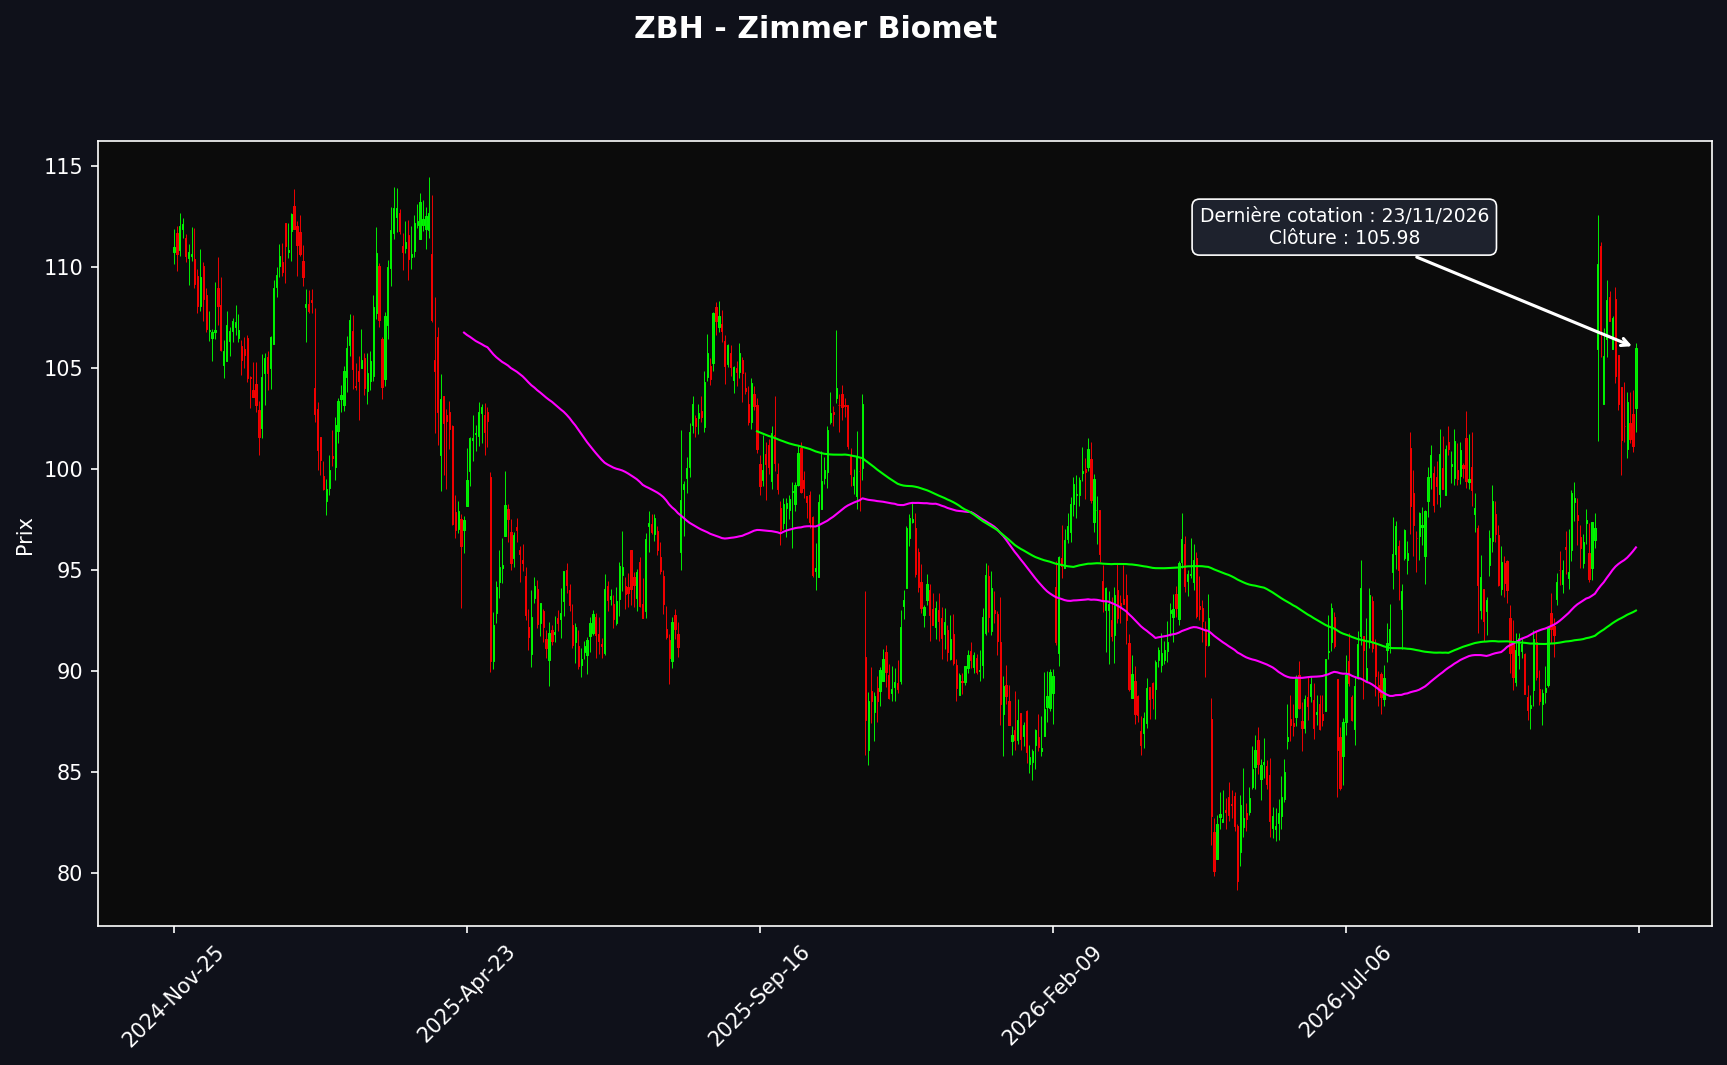 ZBH - Zimmer Biomet
Dernière cotation : 23/11/2026
Clôture : 105.98
Prix
115
110
105
100
95
90
85
80
2024-Nov-25
2025-Apr-23
2025-Sep-16
2026-Feb-09
2026-Jul-06